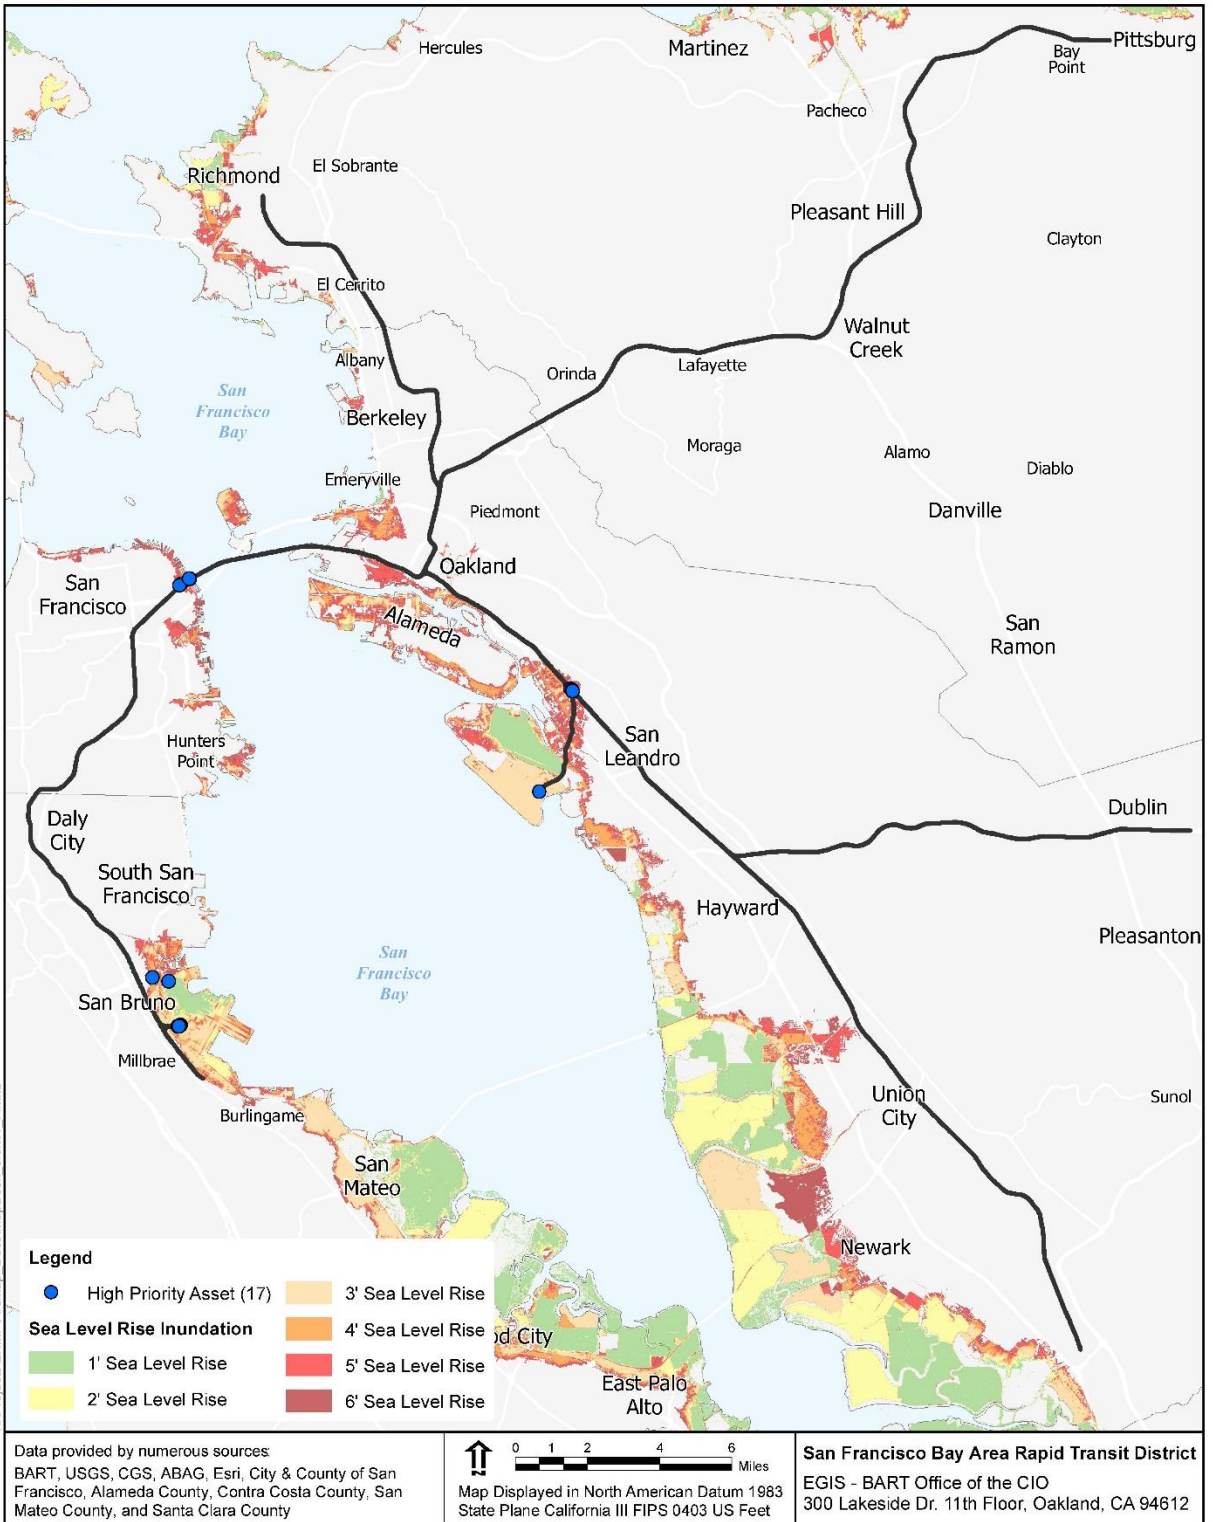 Hercules
Martinez
Pittsburg
Bay
Point
Pacheco
El Sobrante
Richmond
Pleasant Hill
Clayton
El Cerrito
Walnut
Creek
Albany
Orinda
Lafayette
San
Francisco
Bay
Berkeley
Moraga
Alamo
Diablo
Emeryville
Danville
Piedmont
Oakland
San
Francisco
Alameda
San
Ramon
San
Leandro
Hunters
Point
Daly
City
Dublin
South San
Francisco
Hayward
Pleasanton
San
Francisco
Bay
San Bruno
Millbrae
Union
City
Sunol
Burlingame
San
Mateo
Newark
od City
East Palo
Alto
Legend
High Priority Asset (17)
Sea Level Rise Inundation
1' Sea Level Rise
2' Sea Level Rise
3' Sea Level Rise
4' Sea Level Rise
5' Sea Level Rise
6' Sea Level Rise
Data provided by numerous sources:
BART, USGS, CGS, ABAG, Esri, City & County of San
Francisco, Alameda County, Contra Costa County, San
Mateo County, and Santa Clara County
N
0 1 2 4 6
Miles
Map Displayed in North American Datum 1983
State Plane California III FIPS 0403 US Feet
San Francisco Bay Area Rapid Transit District
EGIS - BART Office of the CIO
300 Lakeside Dr. 11th Floor, Oakland, CA 94612